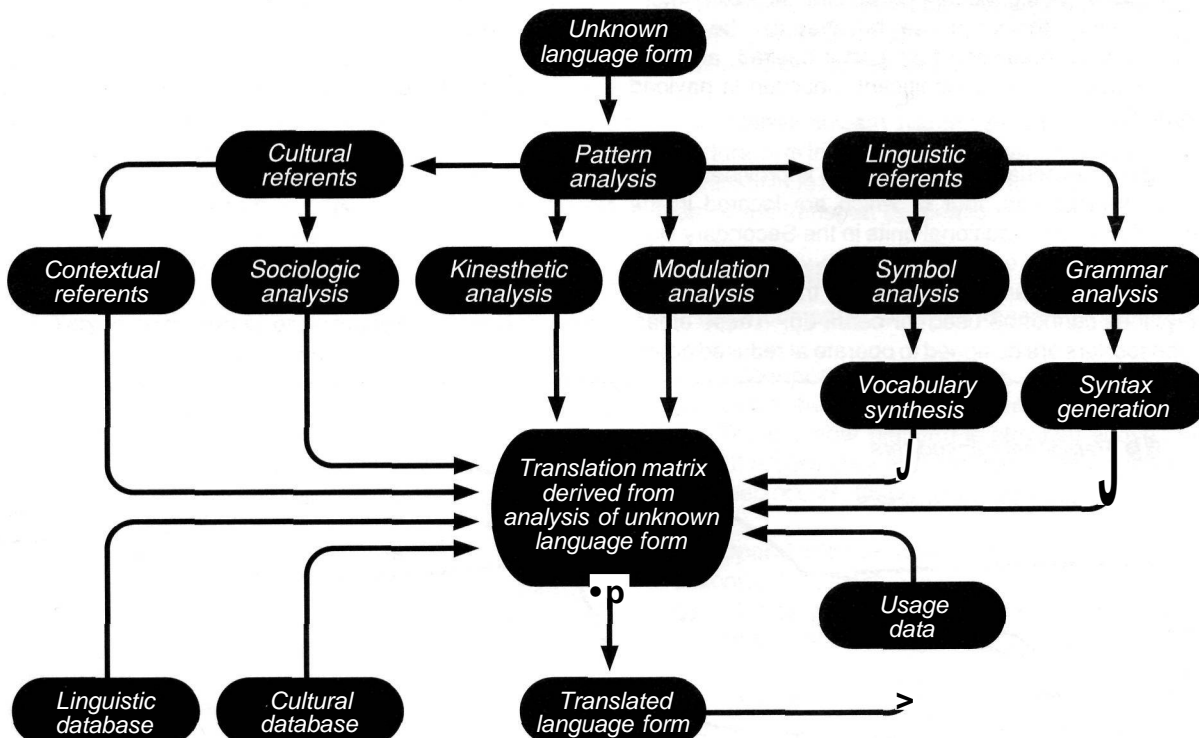 Unknown
language form
Cultural
referents
Pattern
analysis
Linguistic
referents
Contextual
referents
Sociologic
analysis
Kinesthetic
analysis
Modulation
analysis
Symbol
analysis
Grammar
analysis
Vocabulary
synthesis
Syntax
generation
Translation matrix
derived from
analysis of unknown
language form
•p
Usage
data
Linguistic
database
Cultural
database
Translated
language form
>